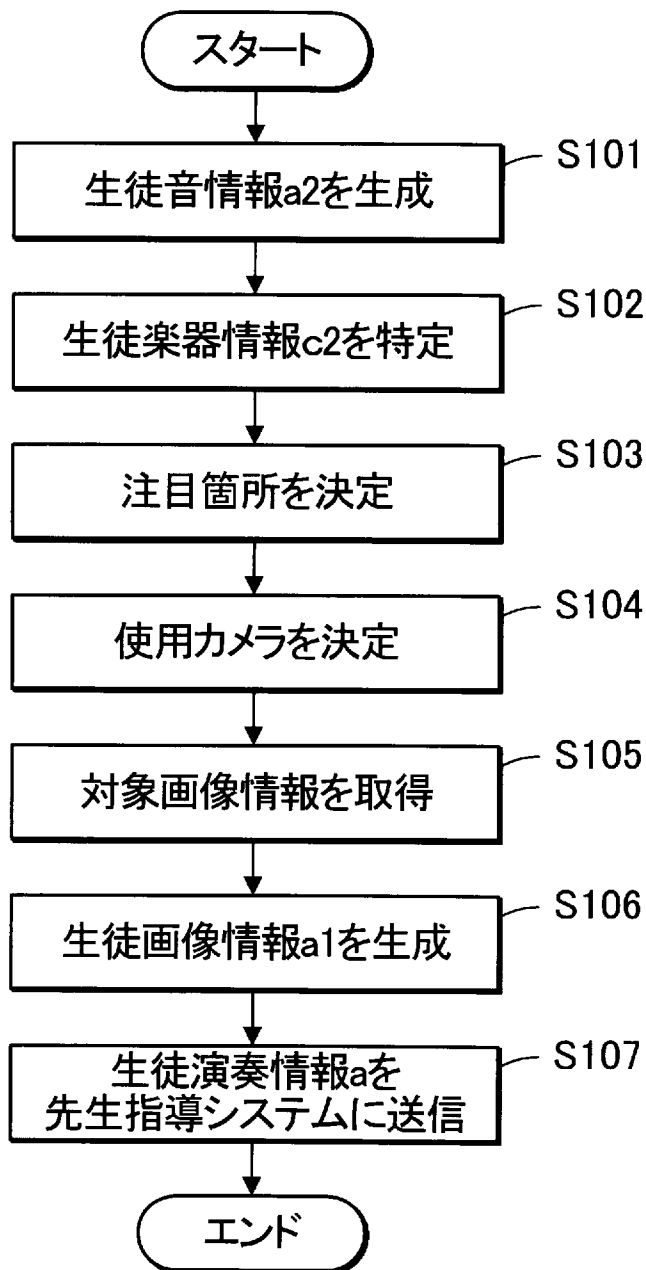 スタート
生徒音情報a2を生成
S101
生徒楽器情報c2を特定
S102
注目箇所を決定
S103
使用カメラを決定
S104
対象画像情報を取得
S105
生徒画像情報a1を生成
S106
生徒演奏情報aを
先生指導システムに送信
S107
エンド